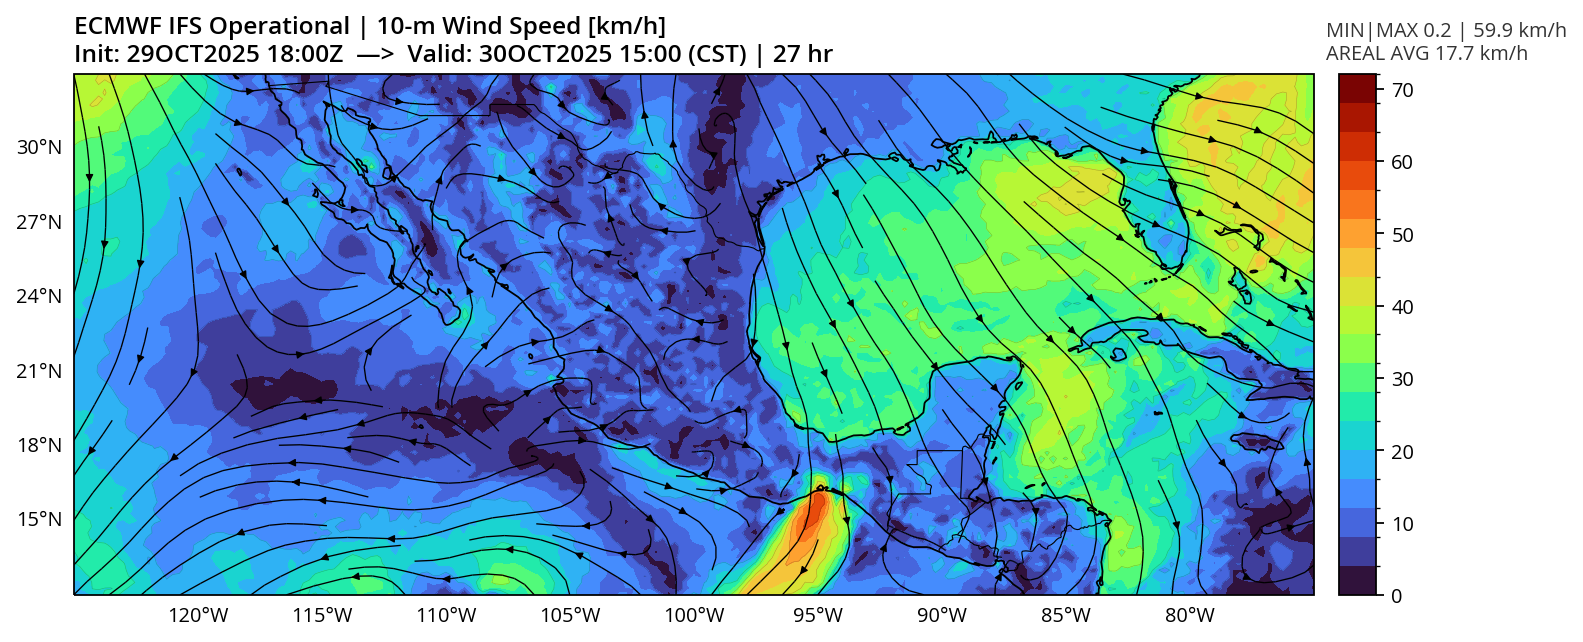 ECMWF IFS Operational | 10-m Wind Speed [km/h]
Init: 29OCT2025 18:00Z —> Valid: 30OCT2025 15:00 (CST) | 27 hr
MIN|MAX 0.2 | 59.9 km/h
AREAL AVG 17.7 km/h
30°N
27°N
24°N
21°N
18°N
15°N
120°W
115°W
110°W
105°W
100°W
95°W
90°W
85°W
80°W
70
60
50
40
30
20
10
0